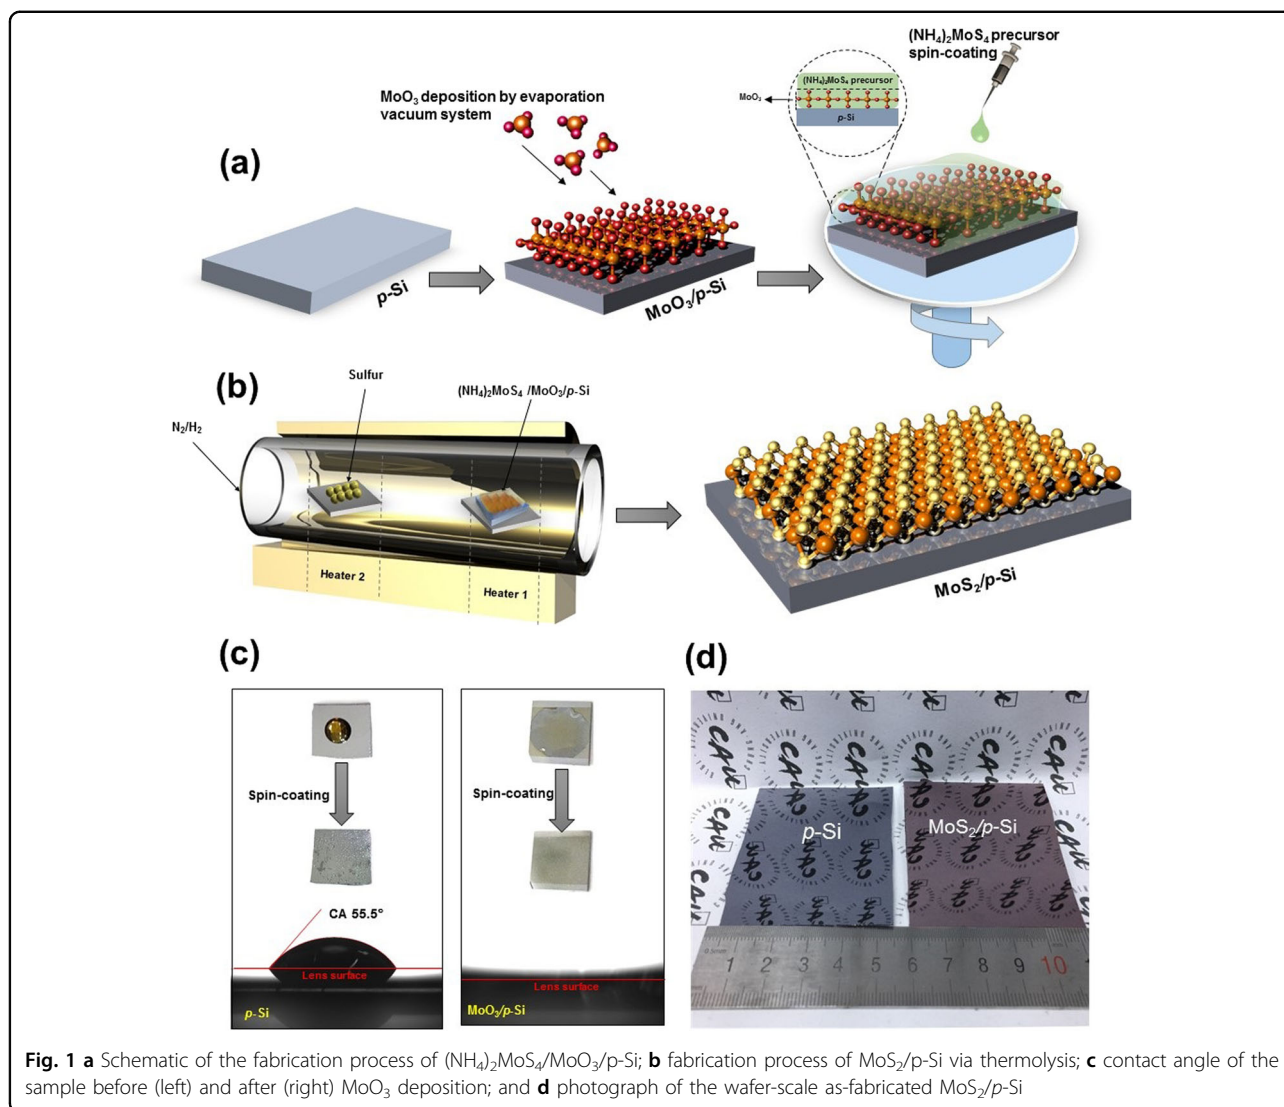 (a)
MoO3 deposition by evaporation
vacuum system
(NH4)2MoS4 precursor
spin-coating
(NH4)2MoS4 precursor
MoO3
p-Si
p-Si
MoO3/p-Si
(b)
Sulfur
(NH4)2MoS4 /MoO3/p-Si
N2/H2
Heater 2
Heater 1
MoS2/p-Si
(c)
Spin-coating
CA 55.5°
Lens surface
p-Si
Spin-coating
Lens surface
MoO3/p-Si
(d)
CAU
p-Si
MoS2/p-Si
0.5mm
1 2 3 4 5 6 7 8 9 10
Fig. 1 a Schematic of the fabrication process of (NH4)2MoS4/MoO3/p-Si; b fabrication process of MoS2/p-Si via thermolysis; c contact angle of the
sample before (left) and after (right) MoO3 deposition; and d photograph of the wafer-scale as-fabricated MoS2/p-Si